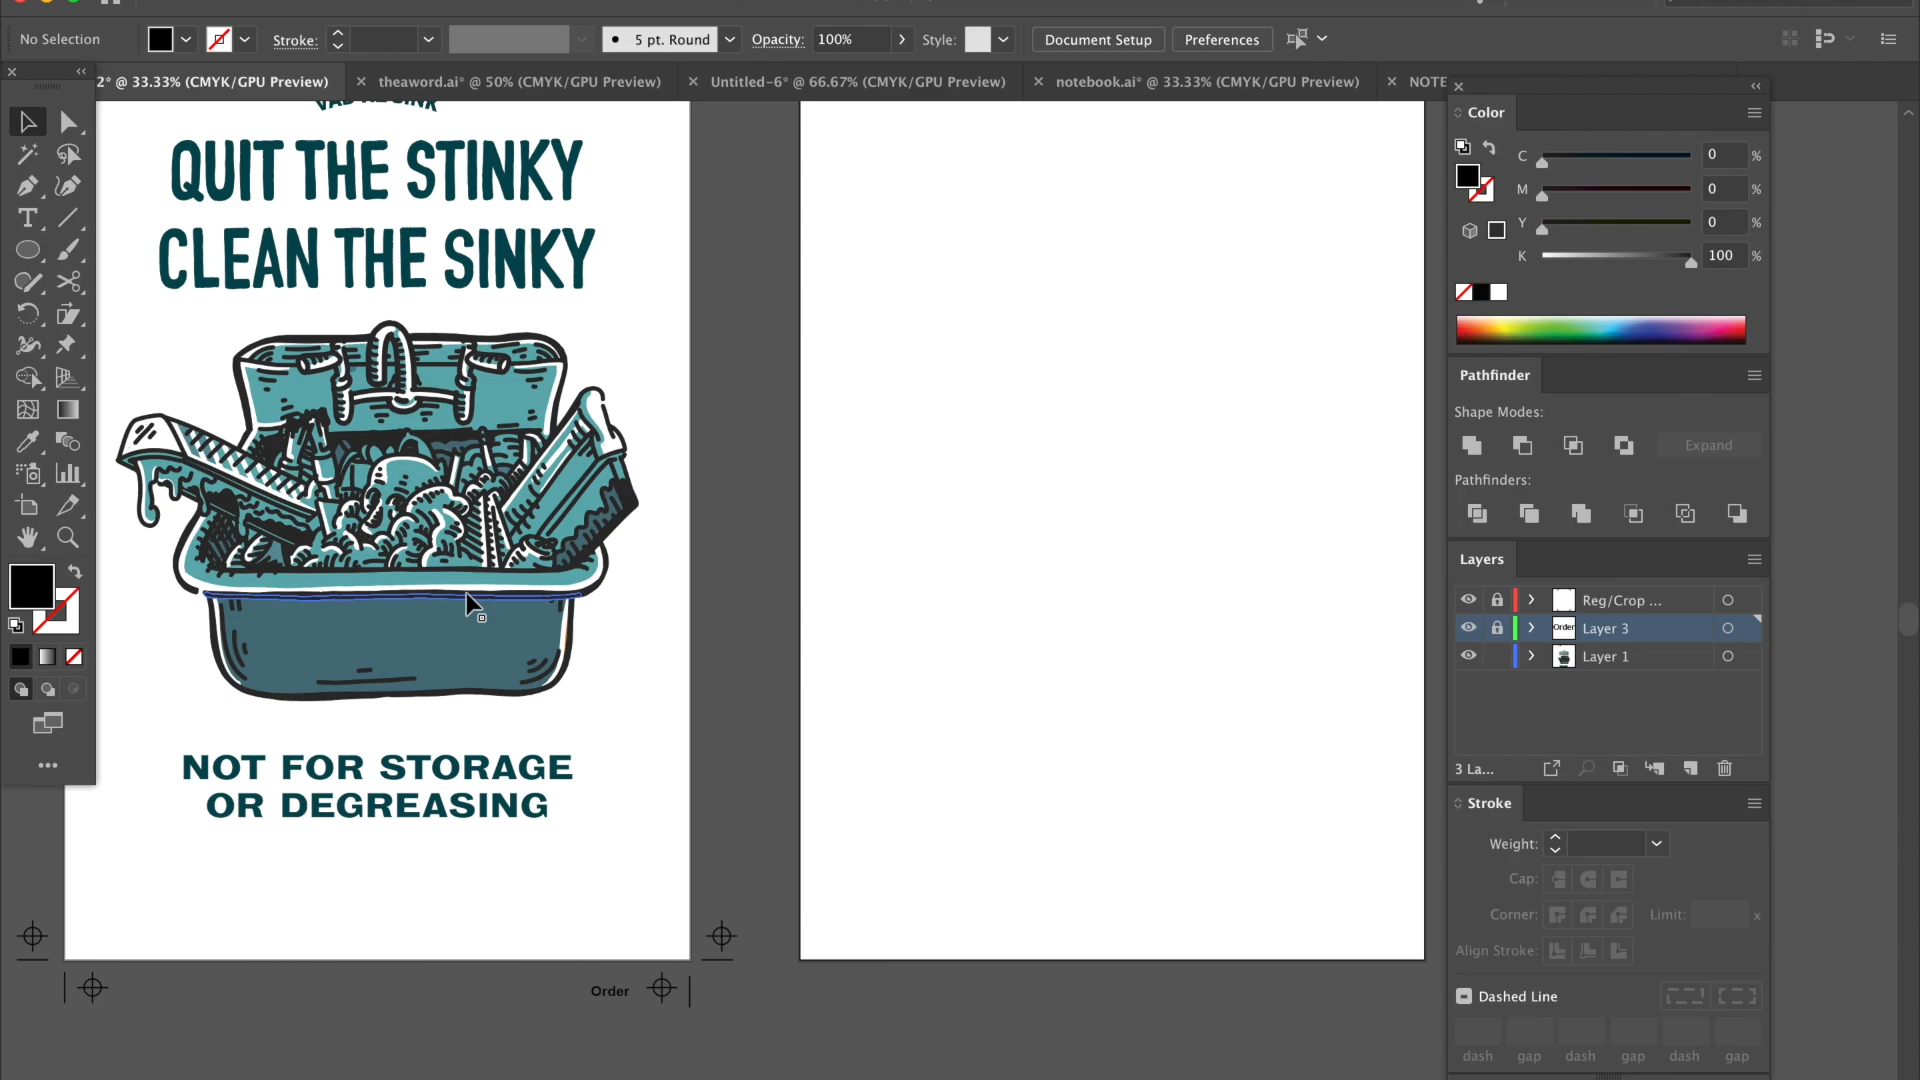 No Selection
Stroke:
5 pt. Round
Opacity:
100%
Style:
Document Setup
Preferences
2* @ 33.33% (CMYK/GPU Preview)
theaword.ai* @ 50% (CMYK/GPU Preview)
Untitled-6* @ 66.67% (CMYK/GPU Preview)
notebook.ai* @ 33.33% (CMYK/GPU Preview)
NOTE
QUIT THE STINKY
CLEAN THE SINKY
NOT FOR STORAGE
OR DEGREASING
Order
Color
C
0
%
M
0
%
Y
0
%
K
100
%
Pathfinder
Shape Modes:
Expand
Pathfinders:
Layers
Reg/Crop ...
Order
Layer 3
Layer 1
3 La...
Stroke
Weight:
Cap:
Corner:
Limit:
x
Align Stroke:
Dashed Line
dash
gap
dash
gap
dash
gap